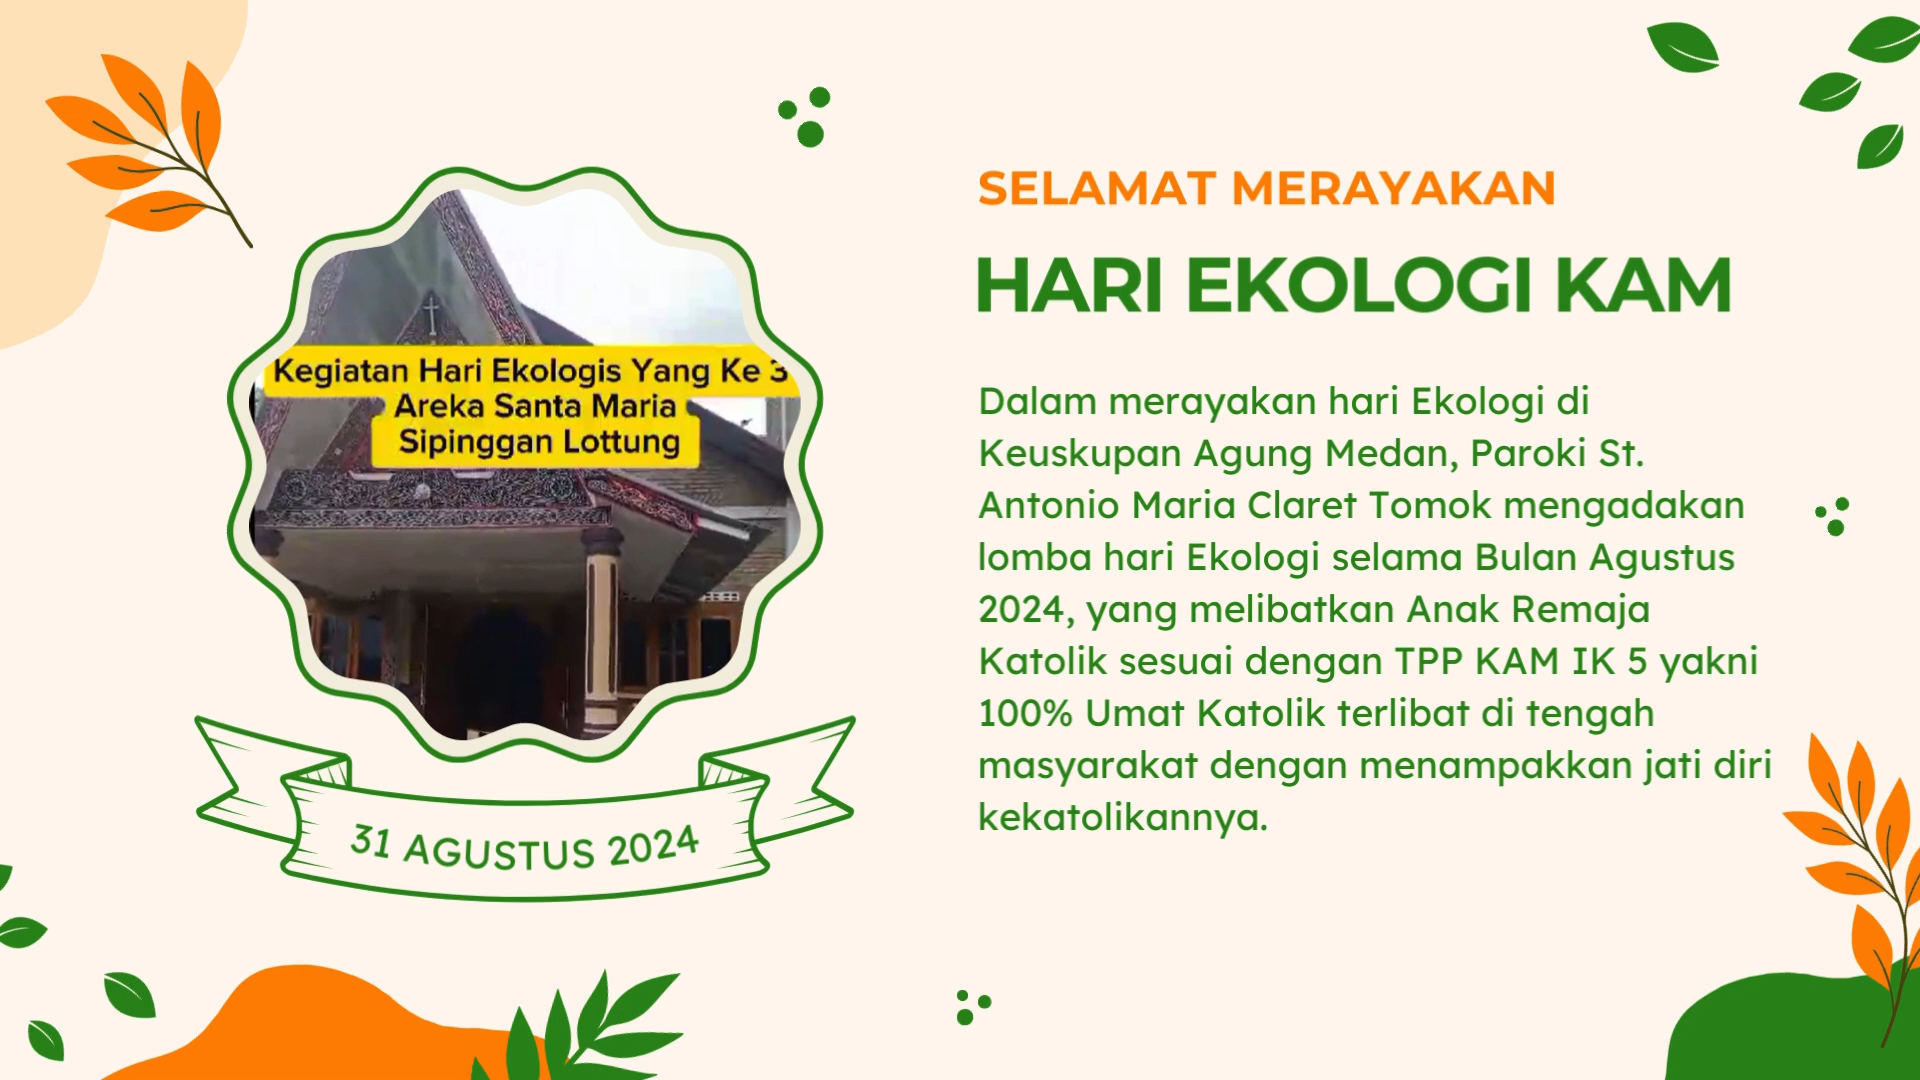 Kegiatan Hari Ekologis Yang Ke 3
Areka Santa Maria
Sipinggan Lottung
31 AGUSTUS 2024
SELAMAT MERAYAKAN
HARI EKOLOGI KAM
Dalam merayakan hari Ekologi di
Keuskupan Agung Medan, Paroki St.
Antonio Maria Claret Tomok mengadakan
lomba hari Ekologi selama Bulan Agustus
2024, yang melibatkan Anak Remaja
Katolik sesuai dengan TPP KAM IK 5 yakni
100% Umat Katolik terlibat di tengah
masyarakat dengan menampakkan jati diri
kekatolikannya.